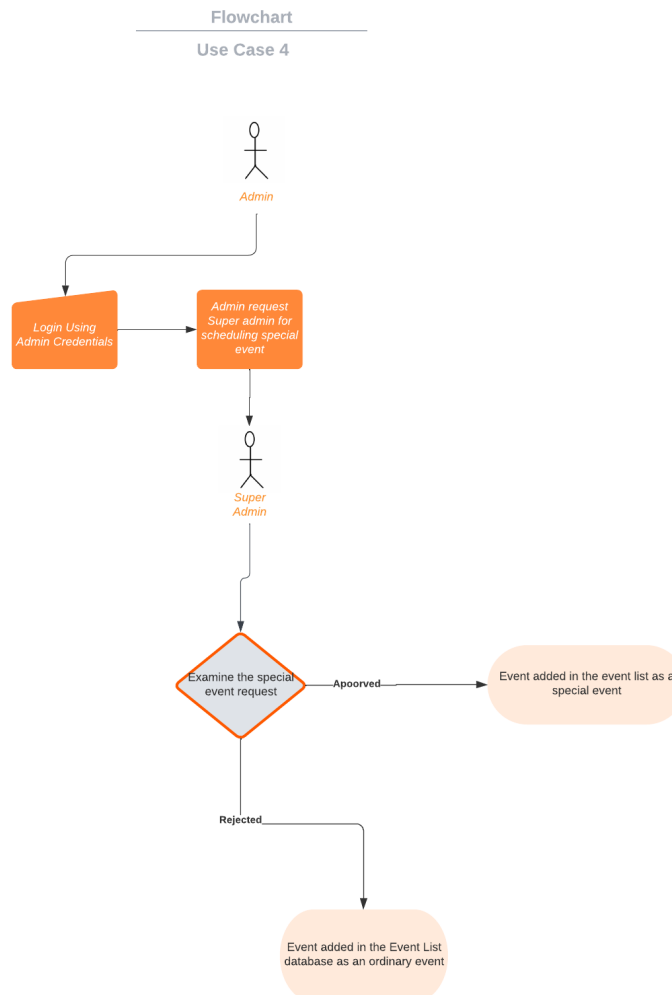 Flowchart
Use Case 4
Admin
Login Using
Admin Credentials
Admin request
Super admin for
scheduling special
event
Super
Admin
Examine the special
event request
Apoorved
Event added in the event list as a
special event
Rejected
Event added in the Event List
database as an ordinary event